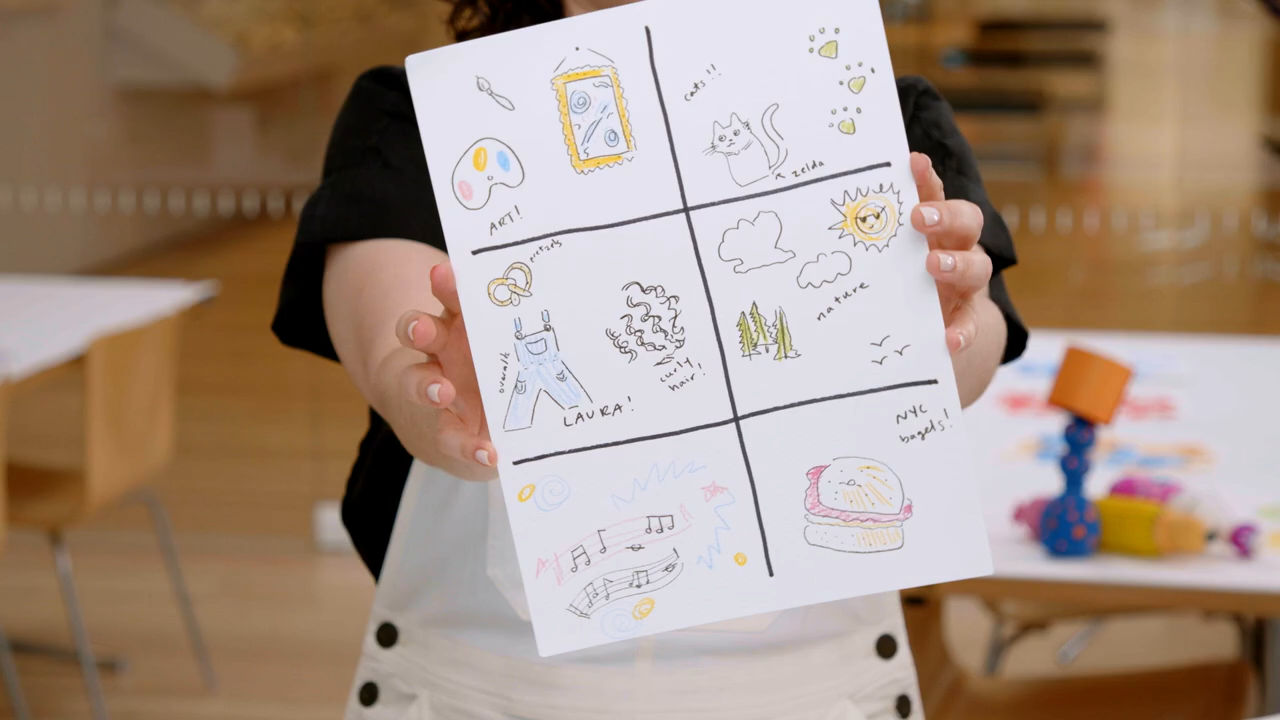 ART!
cats!!
zelda
pretzels
overalls
curly
hair!
LAURA!
nature
NYC
bagels!